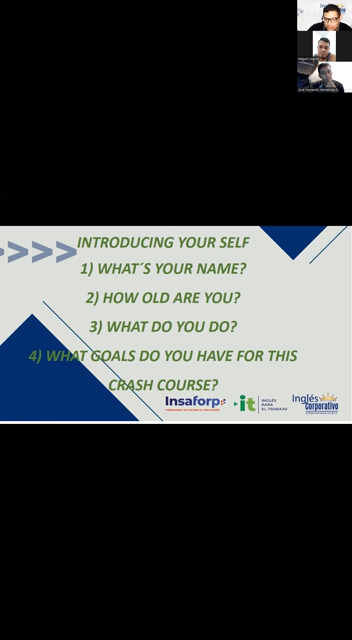 INTRODUCING YOUR SELF
1) WHAT´S YOUR NAME?
2) HOW OLD ARE YOU?
3) WHAT DO YOU DO?
4) WHAT GOALS DO YOU HAVE FOR THIS
CRASH COURSE?
Insaforp
it
INGLÉS
PARA
EL TRABAJO
Inglés
Corporativo